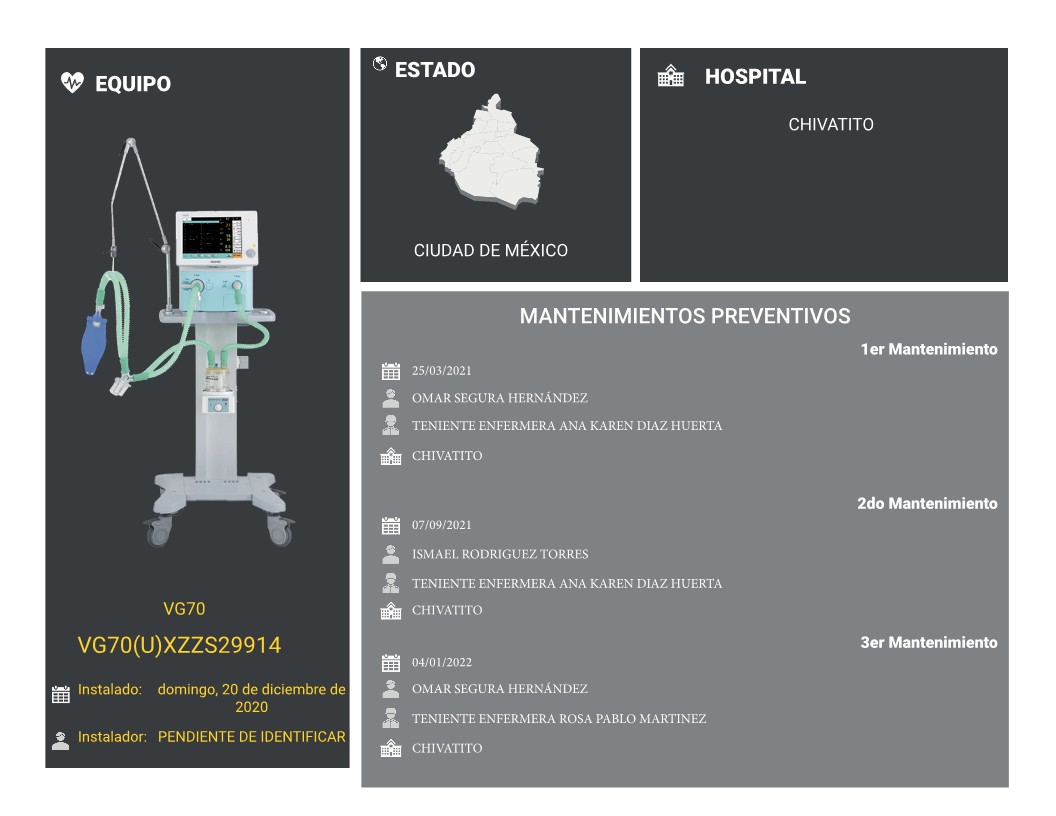 EQUIPO
VG70
VG70(U)XZZS29914
Instalado: domingo, 20 de diciembre de
2020
Instalador: PENDIENTE DE IDENTIFICAR
ESTADO
CIUDAD DE MÉXICO
HOSPITAL
CHIVATITO
MANTENIMIENTOS PREVENTIVOS
1er Mantenimiento
25/03/2021
OMAR SEGURA HERNÁNDEZ
TENIENTE ENFERMERA ANA KAREN DIAZ HUERTA
CHIVATITO
2do Mantenimiento
07/09/2021
ISMAEL RODRIGUEZ TORRES
TENIENTE ENFERMERA ANA KAREN DIAZ HUERTA
CHIVATITO
3er Mantenimiento
04/01/2022
OMAR SEGURA HERNÁNDEZ
TENIENTE ENFERMERA ROSA PABLO MARTINEZ
CHIVATITO